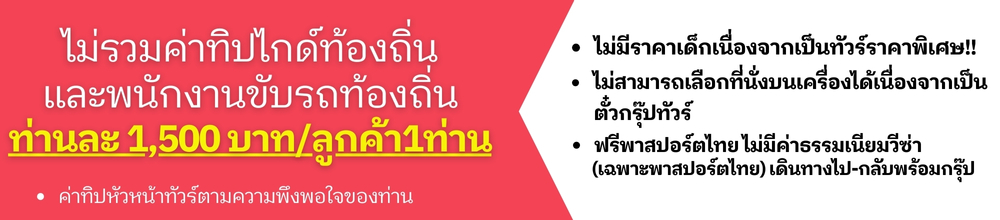 ไม่รวมค่าทิปไกด์ท้องถิ่น
และพนักงานขับรถท้องถิ่น
ท่านละ 1,500 บาท/ลูกค้า1ท่าน
• ค่าทิปหัวหน้าทัวร์ตามความพึงพอใจของท่าน
• ไม่มีราคาเด็กเนื่องจากเป็นทัวร์ราคาพิเศษ!!
• ไม่สามารถเลือกที่นั่งบนเครื่องได้เนื่องจากเป็น
ตั๋วกรุ๊ปทัวร์
• ฟรีพาสปอร์ตไทย ไม่มีค่าธรรมเนียมวีซ่า
(เฉพาะพาสปอร์ตไทย) เดินทางไป-กลับพร้อมกรุ๊ป